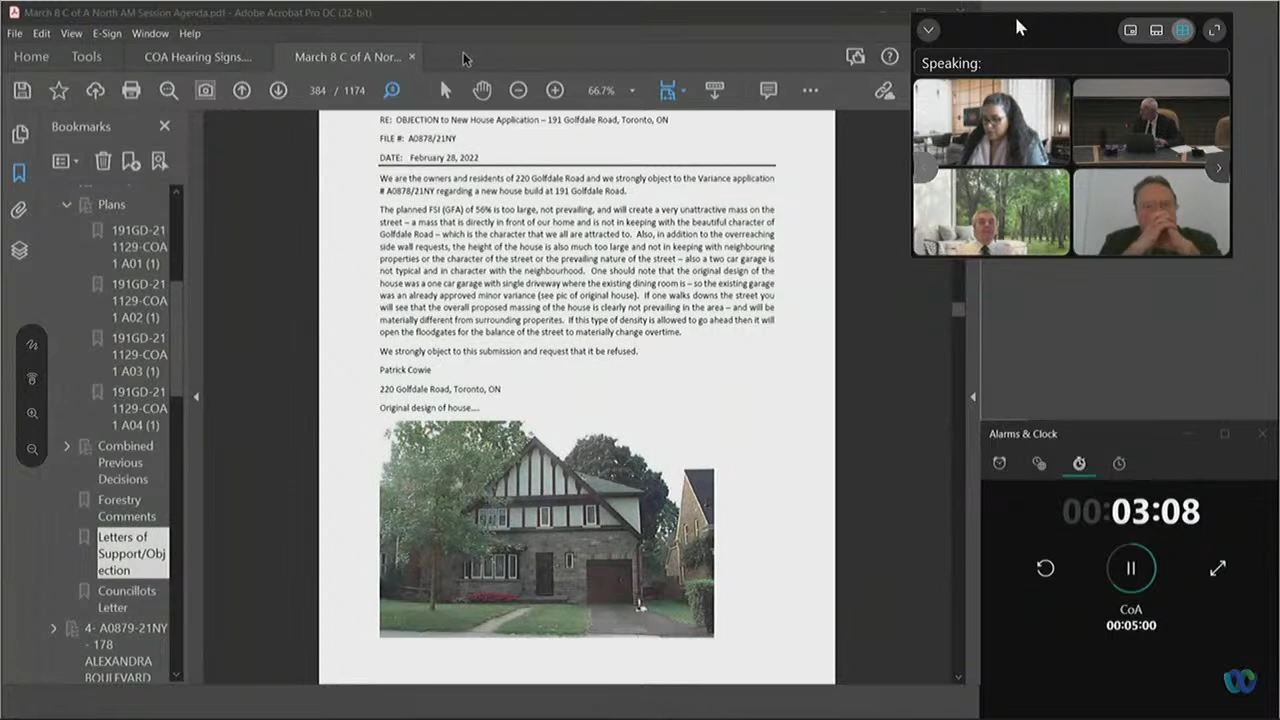 March 8 C of A North AM Session Agenda.pdf - Adobe Acrobat Pro DC (32-bit)
File Edit View E-Sign Window Help
Home Tools COA Hearing Signs.... March 8 C of A Nor... ×
384 / 1174 66.7%
Bookmarks
Plans
191GD-21
1129-COA
1 A01 (1)
191GD-21
1129-COA
1 A02 (1)
191GD-21
1129-COA
1 A03 (1)
191GD-21
1129-COA
1 A04 (1)
Combined
Previous
Decisions
Forestry
Comments
Letters of
Support/Obj
ection
Councillots
Letter
4- A0879-21NY
- 178
ALEXANDRA
BOULEVARD
RE: OBJECTION to New House Application – 191 Golfdale Road, Toronto, ON
FILE #: A0878/21NY
DATE: February 28, 2022
We are the owners and residents of 220 Golfdale Road and we strongly object to the Variance application
# A0878/21NY regarding a new house build at 191 Golfdale Road.
The planned FSI (GFA) of 56% is too large, not prevailing, and will create a very unattractive mass on the
street – a mass that is directly in front of our home and is not in keeping with the beautiful character of
Golfdale Road – which is the character that we all are attracted to. Also, in addition to the overreaching
side wall requests, the height of the house is also much too large and not in keeping with neighbouring
properties or the character of the street or the prevailing nature of the street – also a two car garage is
not typical and in character with the neighbourhood. One should note that the original design of the
house was a one car garage with single driveway where the existing dining room is – so the existing garage
was an already approved minor variance (see pic of original house). If one walks downs the street you
will see that the overall proposed massing of the house is clearly not prevailing in the area – and will be
materially different from surrounding properites. If this type of density is allowed to go ahead then it will
open the floodgates for the balance of the street to materially change overtime.
We strongly object to this submission and request that it be refused.
Patrick Cowie
220 Golfdale Road, Toronto, ON
Original design of house....
Speaking:
Alarms & Clock
00:03:08
CoA
00:05:00